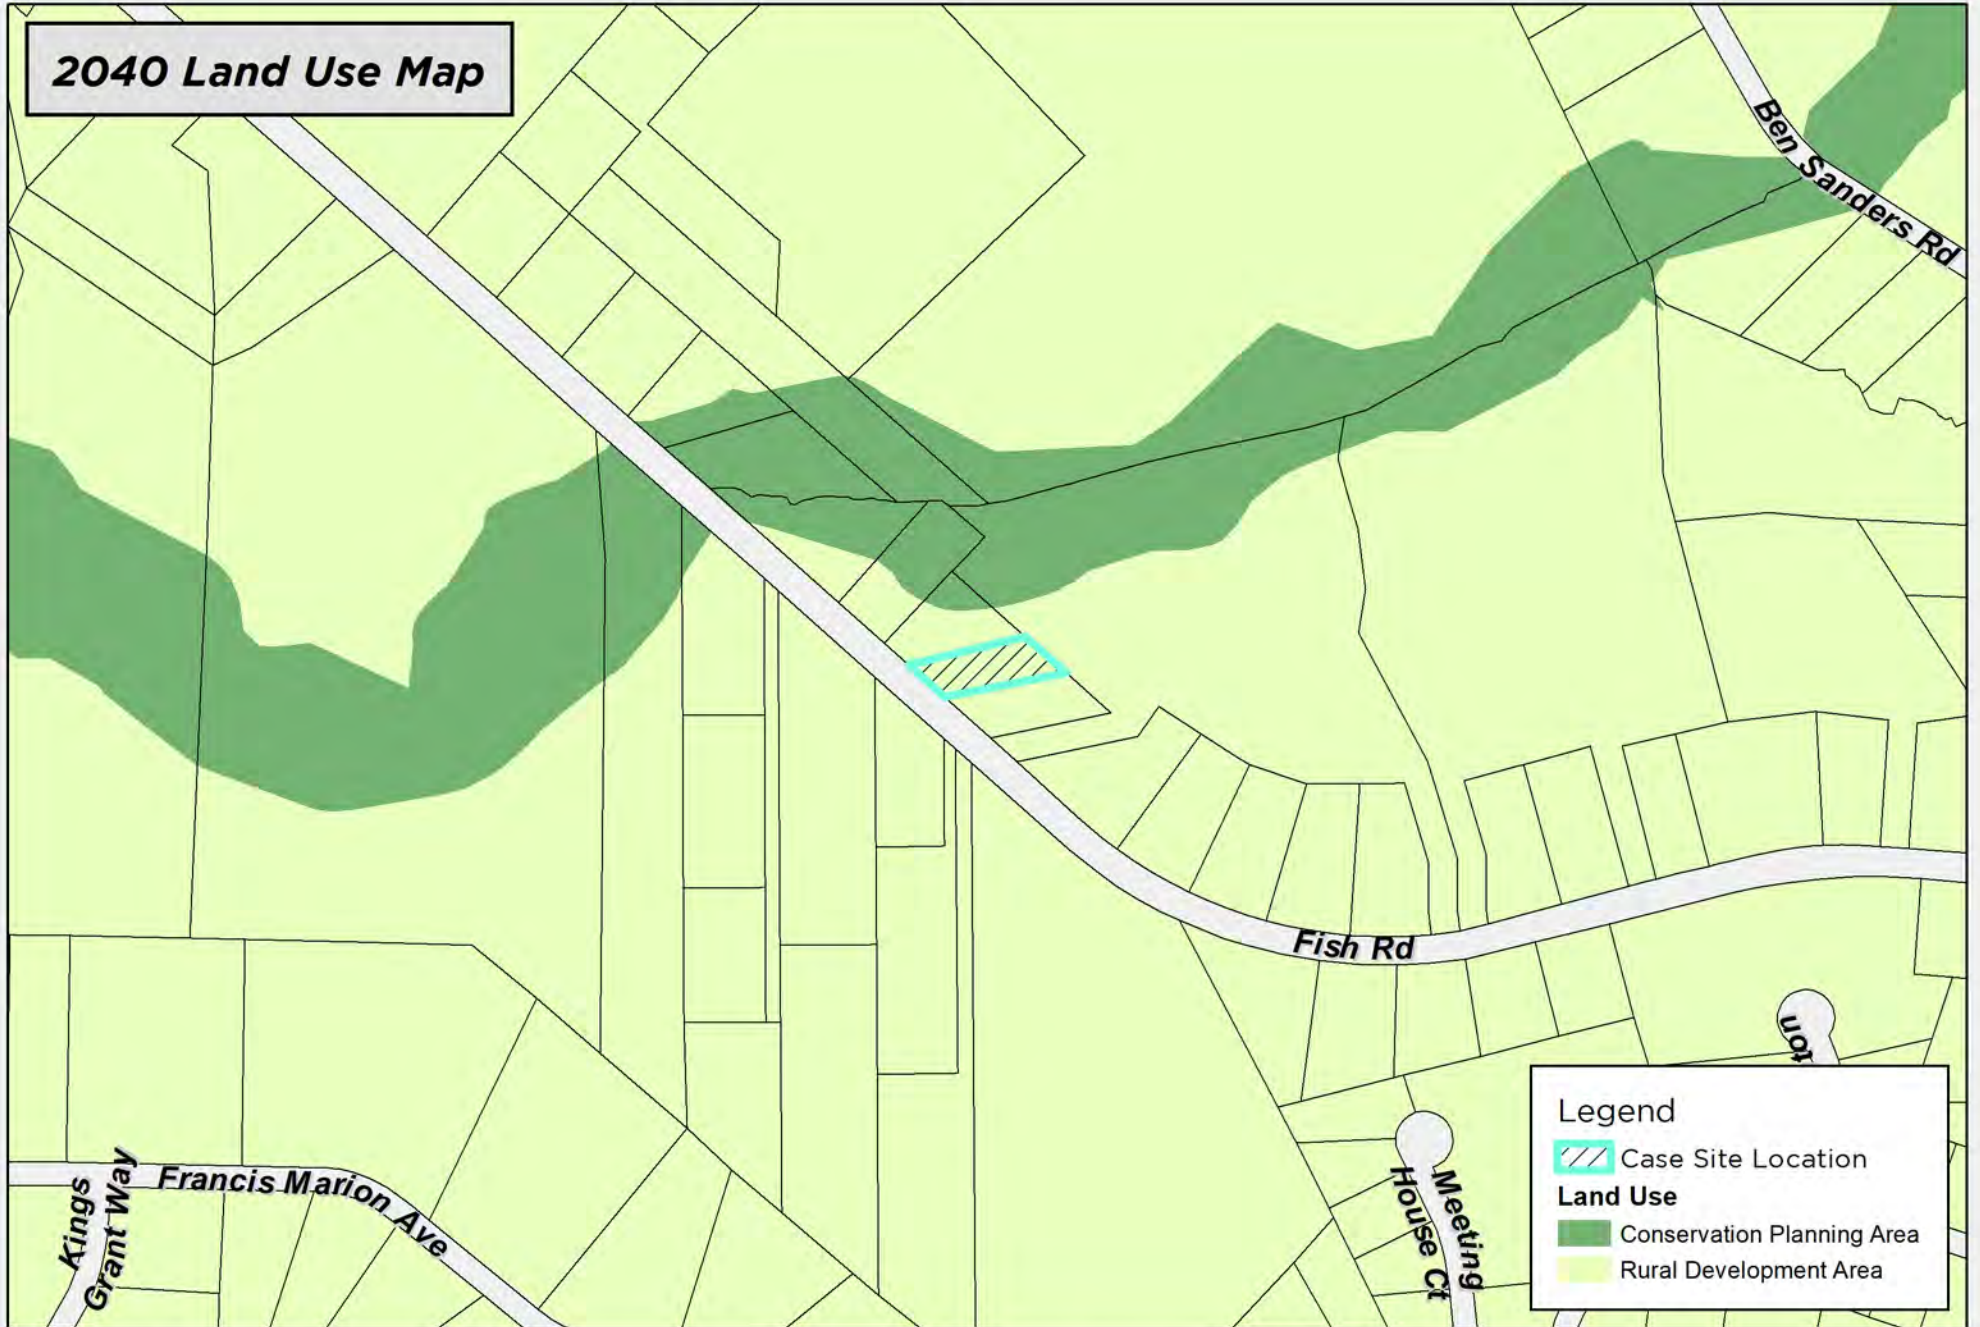 2040 Land Use Map
Ben Sanders Rd
Fish Rd
ton
Kings
Grant Way
Francis Marion Ave
Meeting
House Ct
Legend
Case Site Location
Land Use
Conservation Planning Area
Rural Development Area